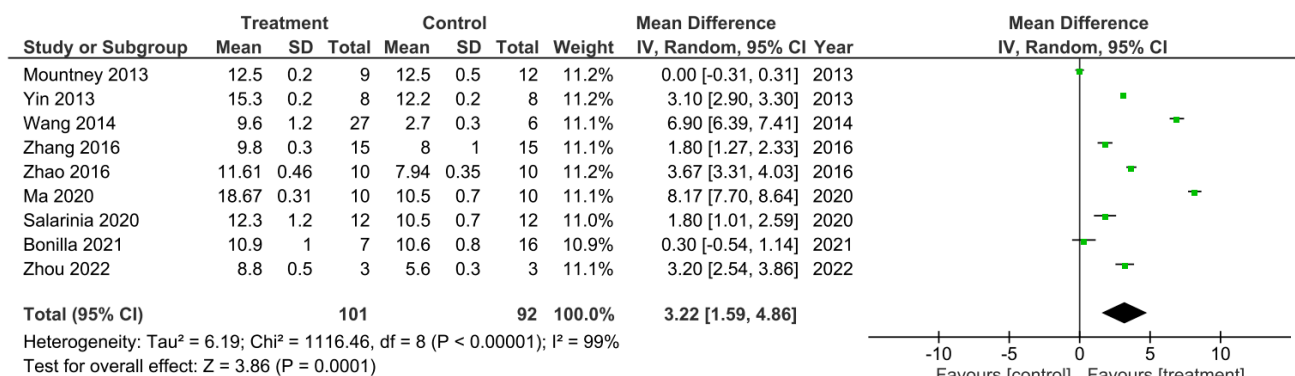 Treatment Control Mean Difference Mean Difference
Study or Subgroup Mean SD Total Mean SD Total Weight IV, Random, 95% CI Year IV, Random, 95% CI
Mountney 2013 12.5 0.2 9 12.5 0.5 12 11.2% 0.00 [-0.31, 0.31] 2013
Yin 2013 15.3 0.2 8 12.2 0.2 8 11.2% 3.10 [2.90, 3.30] 2013
Wang 2014 9.6 1.2 27 2.7 0.3 6 11.1% 6.90 [6.39, 7.41] 2014
Zhang 2016 9.8 0.3 15 8 1 15 11.1% 1.80 [1.27, 2.33] 2016
Zhao 2016 11.61 0.46 10 7.94 0.35 10 11.2% 3.67 [3.31, 4.03] 2016
Ma 2020 18.67 0.31 10 10.5 0.7 10 11.1% 8.17 [7.70, 8.64] 2020
Salarinia 2020 12.3 1.2 12 10.5 0.7 12 11.0% 1.80 [1.01, 2.59] 2020
Bonilla 2021 10.9 1 7 10.6 0.8 16 10.9% 0.30 [-0.54, 1.14] 2021
Zhou 2022 8.8 0.5 3 5.6 0.3 3 11.1% 3.20 [2.54, 3.86] 2022
Total (95% CI) 101 92 100.0% 3.22 [1.59, 4.86]
Heterogeneity: Tau² = 6.19; Chi² = 1116.46, df = 8 (P < 0.00001); I² = 99%
Test for overall effect: Z = 3.86 (P = 0.0001)
-10 -5 0 5 10
Favours [control] Favours [treatment]